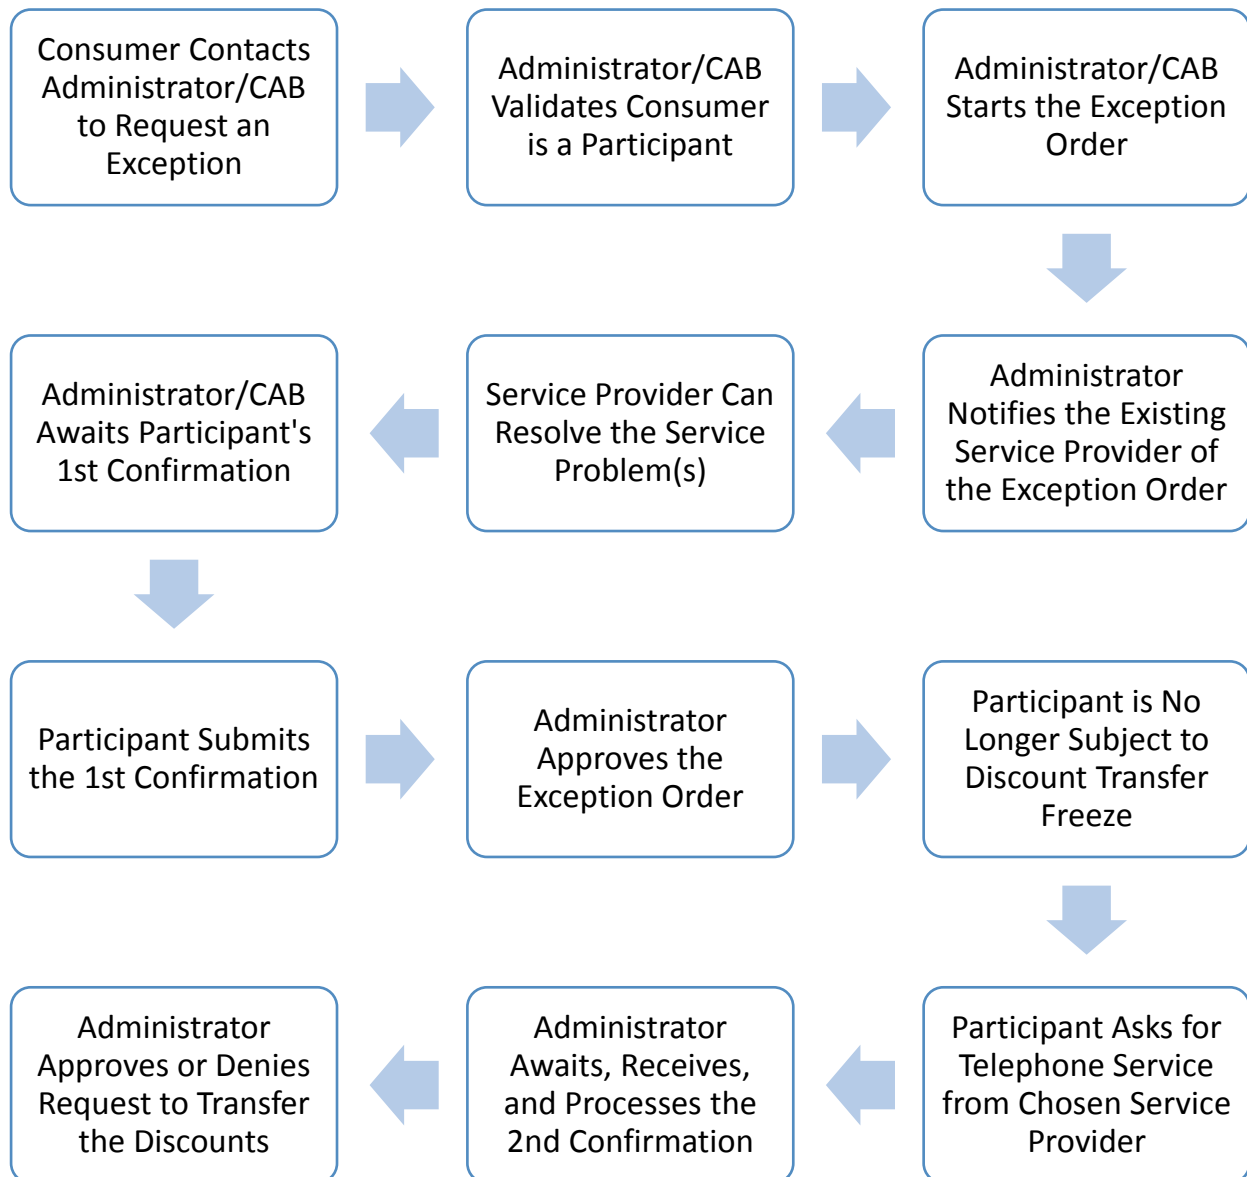 Consumer Contacts
Administrator/CAB
to Request an
Exception
Administrator/CAB
Validates Consumer
is a Participant
Administrator/CAB
Starts the Exception
Order
Administrator
Notifies the Existing
Service Provider of
the Exception Order
Service Provider Can
Resolve the Service
Problem(s)
Administrator/CAB
Awaits Participant's
1st Confirmation
Participant Submits
the 1st Confirmation
Administrator
Approves the
Exception Order
Participant is No
Longer Subject to
Discount Transfer
Freeze
Participant Asks for
Telephone Service
from Chosen Service
Provider
Administrator
Awaits, Receives,
and Processes the
2nd Confirmation
Administrator
Approves or Denies
Request to Transfer
the Discounts